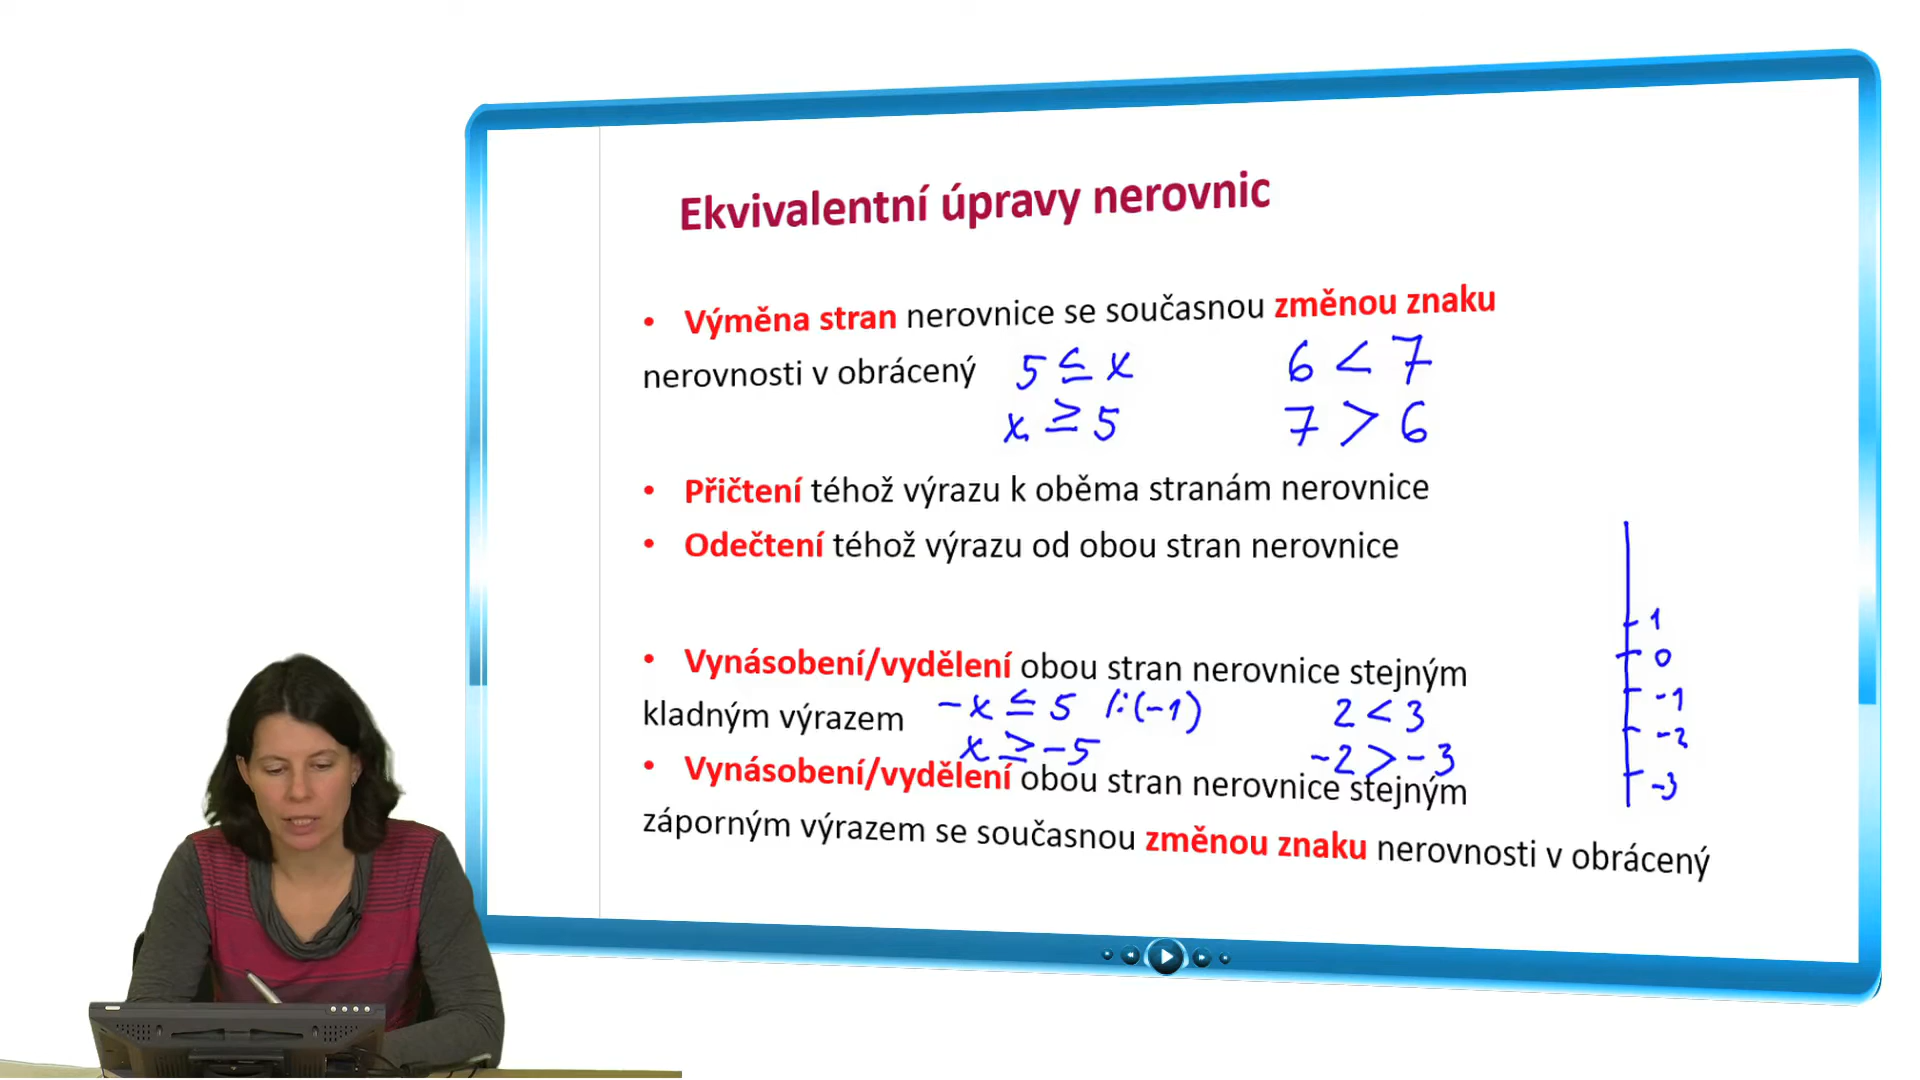 Ekvivalentní úpravy nerovnic
• Výměna stran nerovnice se současnou změnou znaku
nerovnosti v obrácený 5 ≤ x 6 < 7
x ≥ 5 7 > 6
• Přičtení téhož výrazu k oběma stranám nerovnice
• Odečtení téhož výrazu od obou stran nerovnice
1
0
• Vynásobení/vydělení obou stran nerovnice stejným
-1
kladným výrazem -x ≤ 5 /:(-1) 2 < 3
-2
x ≥ -5 -2 > -3
• Vynásobení/vydělení obou stran nerovnice stejným
-3
záporným výrazem se současnou změnou znaku nerovnosti v obrácený